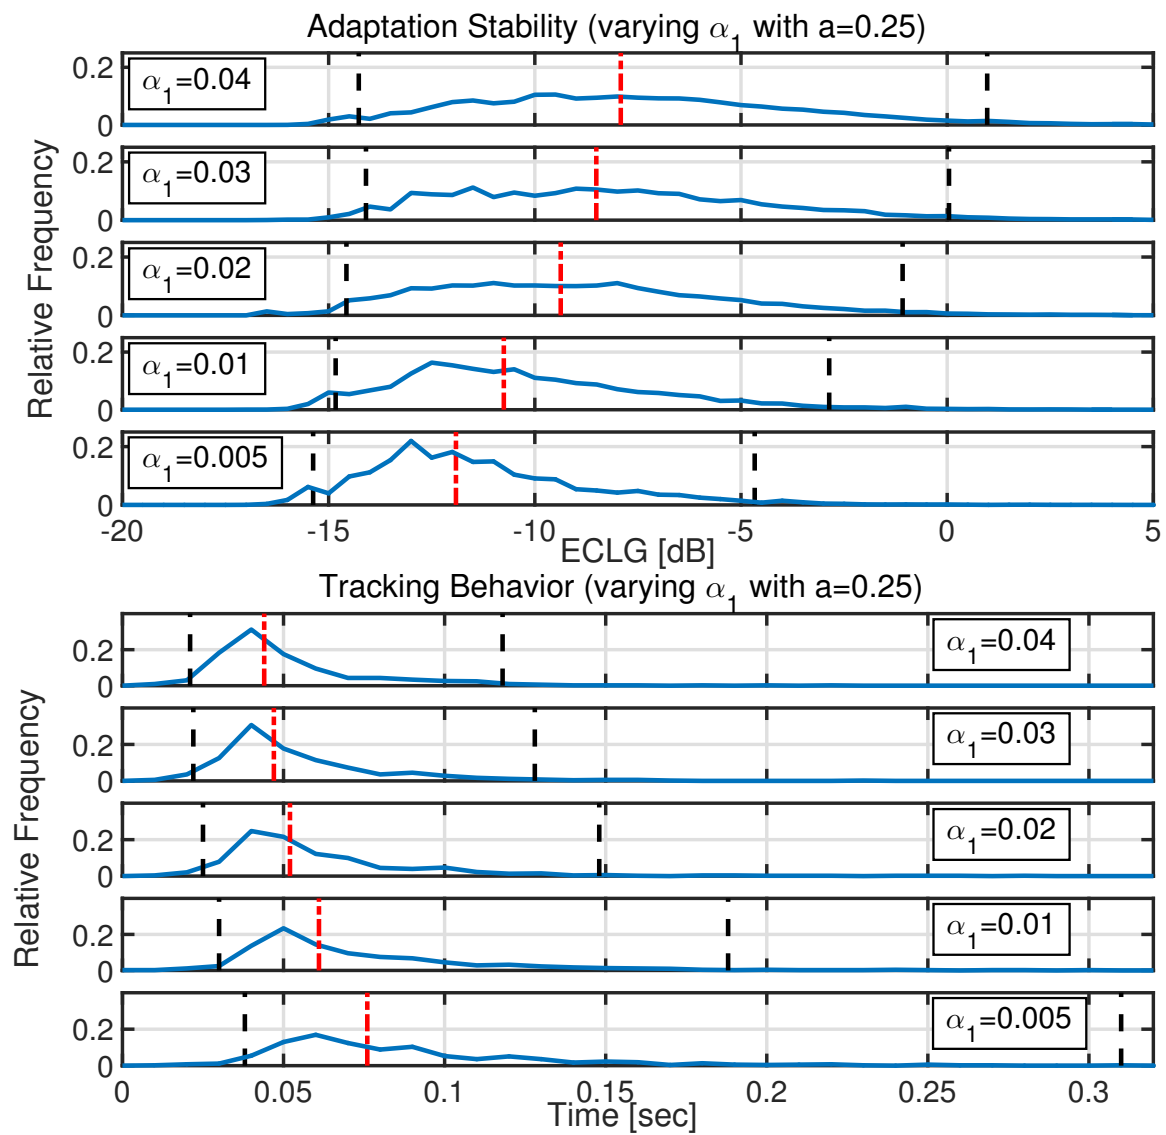 Adaptation Stability (varying α₁ with a=0.25)
0.2
0
α₁=0.04
0.2
0
α₁=0.03
0.2
0
α₁=0.02
0.2
0
α₁=0.01
0.2
0
α₁=0.005
Relative Frequency
-20 -15 -10 -5 0 5
ECLG [dB]
Tracking Behavior (varying α₁ with a=0.25)
0.2
0
α₁=0.04
0.2
0
α₁=0.03
0.2
0
α₁=0.02
0.2
0
α₁=0.01
0.2
0
α₁=0.005
Relative Frequency
0 0.05 0.1 0.15 0.2 0.25 0.3
Time [sec]